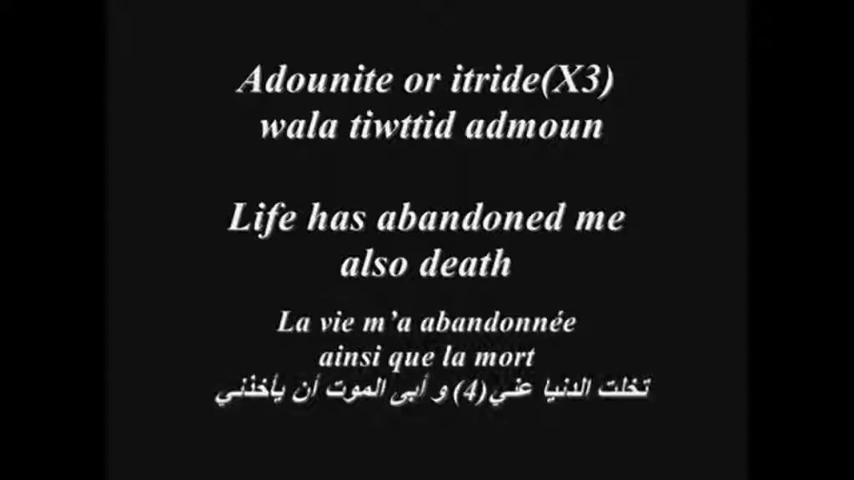 Adounite or itride(X3)
wala tiwttid admoun
Life has abandoned me
also death
La vie m'a abandonnée
ainsi que la mort
تخلت الدنيا عني(4) و أبى الموت أن يأخذني